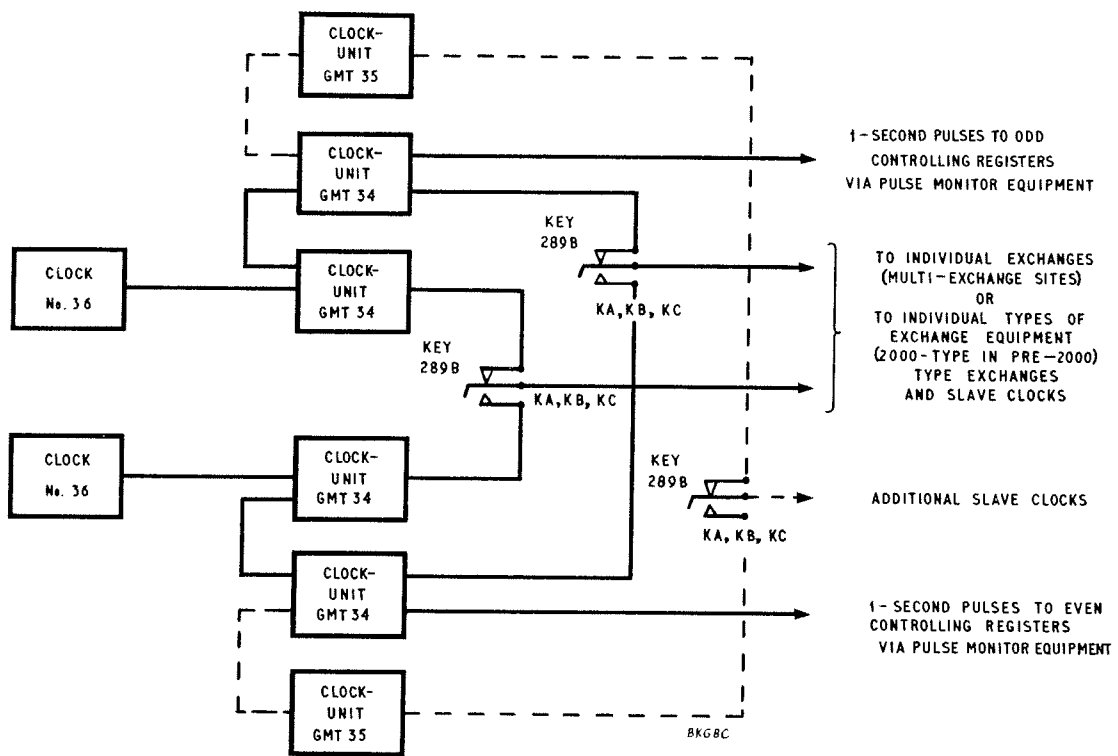 CLOCK-
UNIT
GMT 35
CLOCK-
UNIT
GMT 34
1-SECOND PULSES TO ODD
CONTROLLING REGISTERS
VIA PULSE MONITOR EQUIPMENT
KEY
289B
KA, KB, KC
CLOCK
No. 36
CLOCK-
UNIT
GMT 34
TO INDIVIDUAL EXCHANGES
(MULTI-EXCHANGE SITES)
OR
TO INDIVIDUAL TYPES OF
EXCHANGE EQUIPMENT
(2000-TYPE IN PRE-2000)
TYPE EXCHANGES
AND SLAVE CLOCKS
KEY
289B
KA, KB, KC
CLOCK
No. 36
CLOCK-
UNIT
GMT 34
KEY
289B
KA, KB, KC
ADDITIONAL SLAVE CLOCKS
CLOCK-
UNIT
GMT 34
1-SECOND PULSES TO EVEN
CONTROLLING REGISTERS
VIA PULSE MONITOR EQUIPMENT
CLOCK-
UNIT
GMT 35
BKGBC